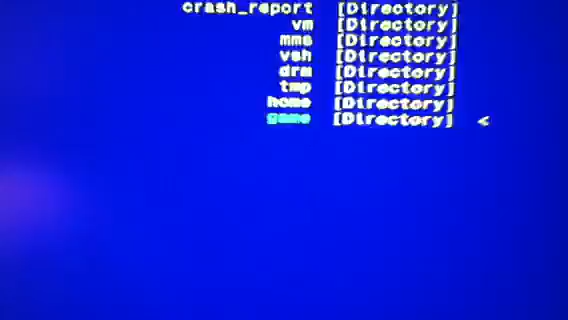 crash_report [Directory]
vm [Directory]
mms [Directory]
vsh [Directory]
drm [Directory]
tmp [Directory]
home [Directory]
game [Directory] <